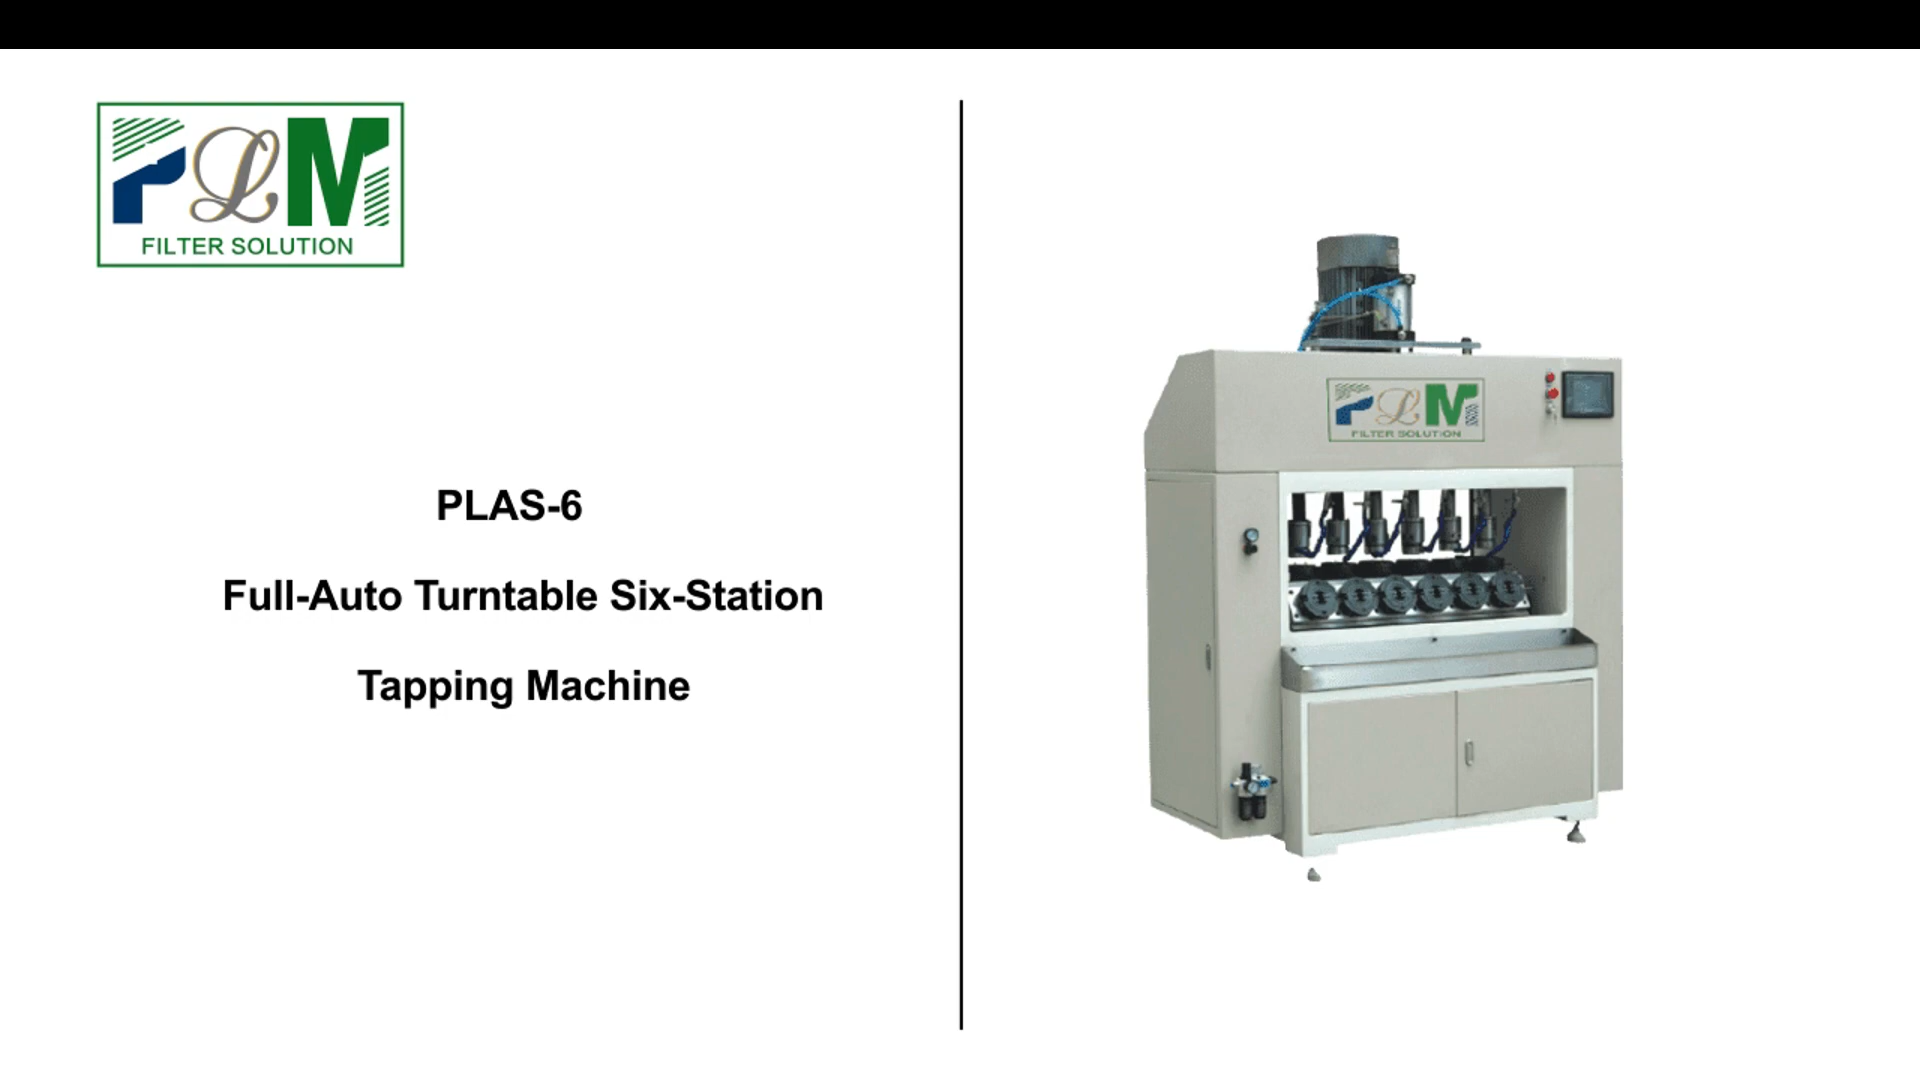 PLM
FILTER SOLUTION
PLAS-6
Full-Auto Turntable Six-Station
Tapping Machine
PLM
FILTER SOLUTION